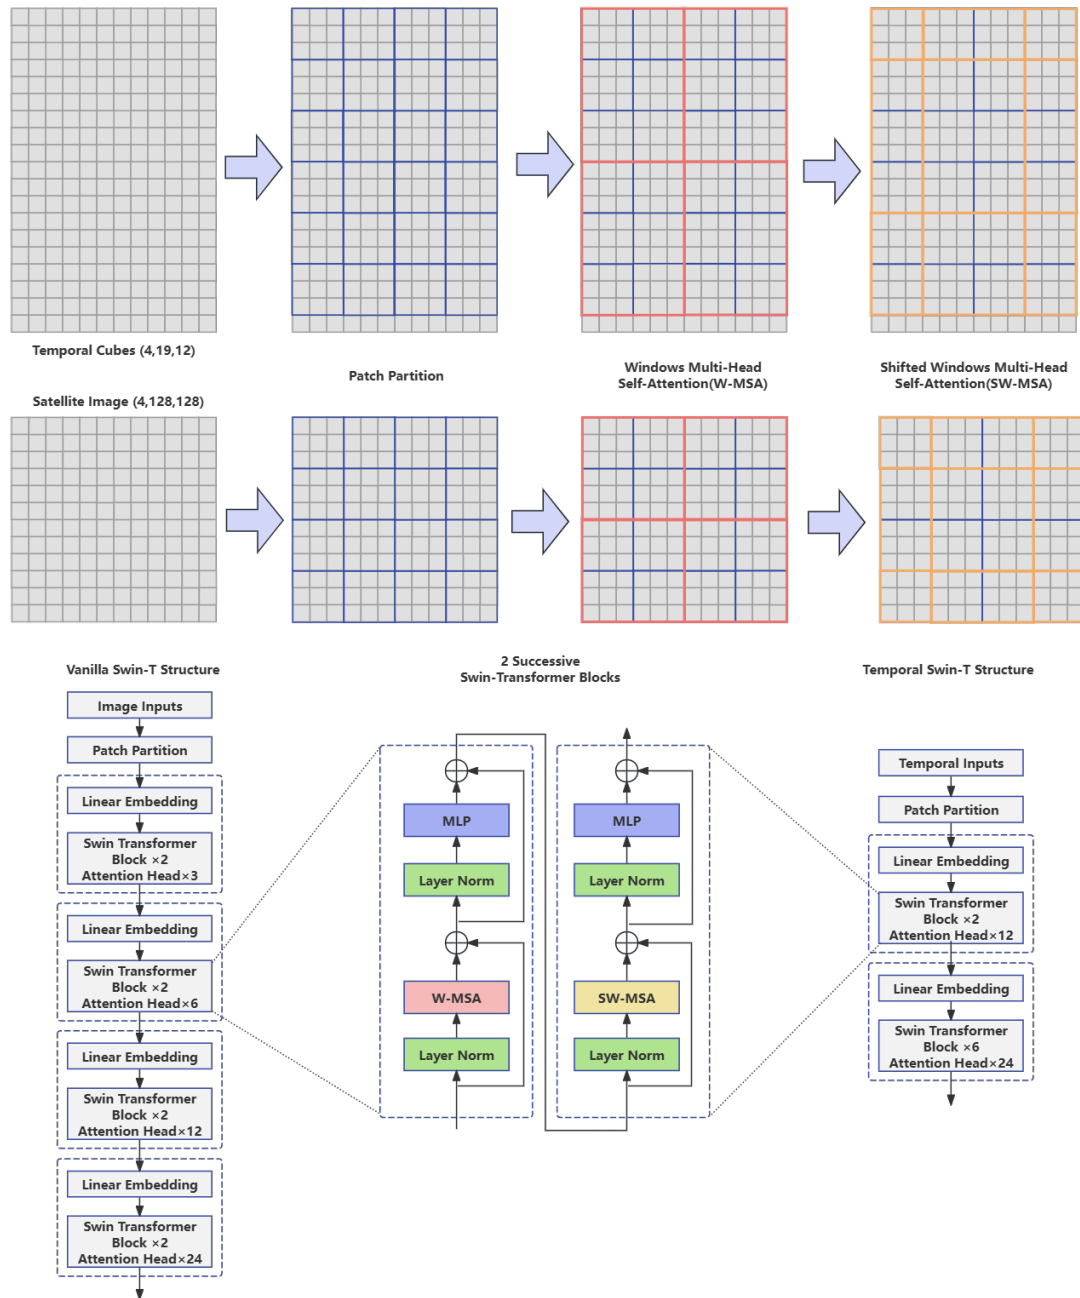 Temporal Cubes (4,19,12)
Patch Partition
Windows Multi-Head
Self-Attention(W-MSA)
Shifted Windows Multi-Head
Self-Attention(SW-MSA)
Satellite Image (4,128,128)
Vanilla Swin-T Structure
Image Inputs
Patch Partition
Linear Embedding
Swin Transformer
Block ×2
Attention Head×3
Linear Embedding
Swin Transformer
Block ×2
Attention Head×6
Linear Embedding
Swin Transformer
Block ×2
Attention Head×12
Linear Embedding
Swin Transformer
Block ×2
Attention Head×24
2 Successive
Swin-Transformer Blocks
MLP
Layer Norm
W-MSA
Layer Norm
MLP
Layer Norm
SW-MSA
Layer Norm
Temporal Swin-T Structure
Temporal Inputs
Patch Partition
Linear Embedding
Swin Transformer
Block ×2
Attention Head×12
Linear Embedding
Swin Transformer
Block ×6
Attention Head×24